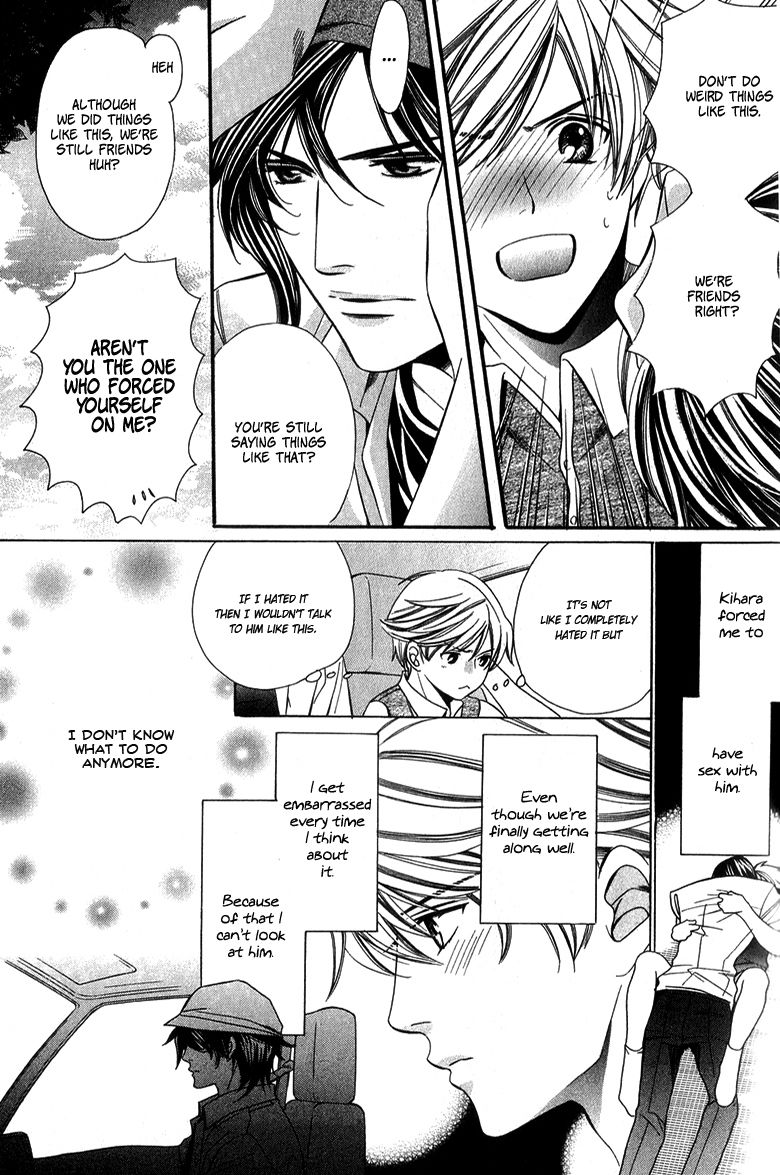 DON'T DO
WEIRD THINGS
LIKE THIS.
WE'RE
FRIENDS
RIGHT?
...
YOU'RE STILL
SAYING THINGS
LIKE THAT?
HEH
ALTHOUGH
WE DID THINGS
LIKE THIS, WE'RE
STILL FRIENDS
HUH?
AREN'T
YOU THE ONE
WHO FORCED
YOURSELF
ON ME?
Kihara
forced
me to
have
sex with
him.
IT'S NOT
LIKE I COMPLETELY
HATED IT BUT
IF I HATED IT
THEN I WOULDN'T TALK
TO HIM LIKE THIS.
Even
though we're
finally getting
along well.
I get
embarrassed
every time
I think
about
it.
Because
of that I
can't look
at him.
I DON'T KNOW
WHAT TO DO
ANYMORE.